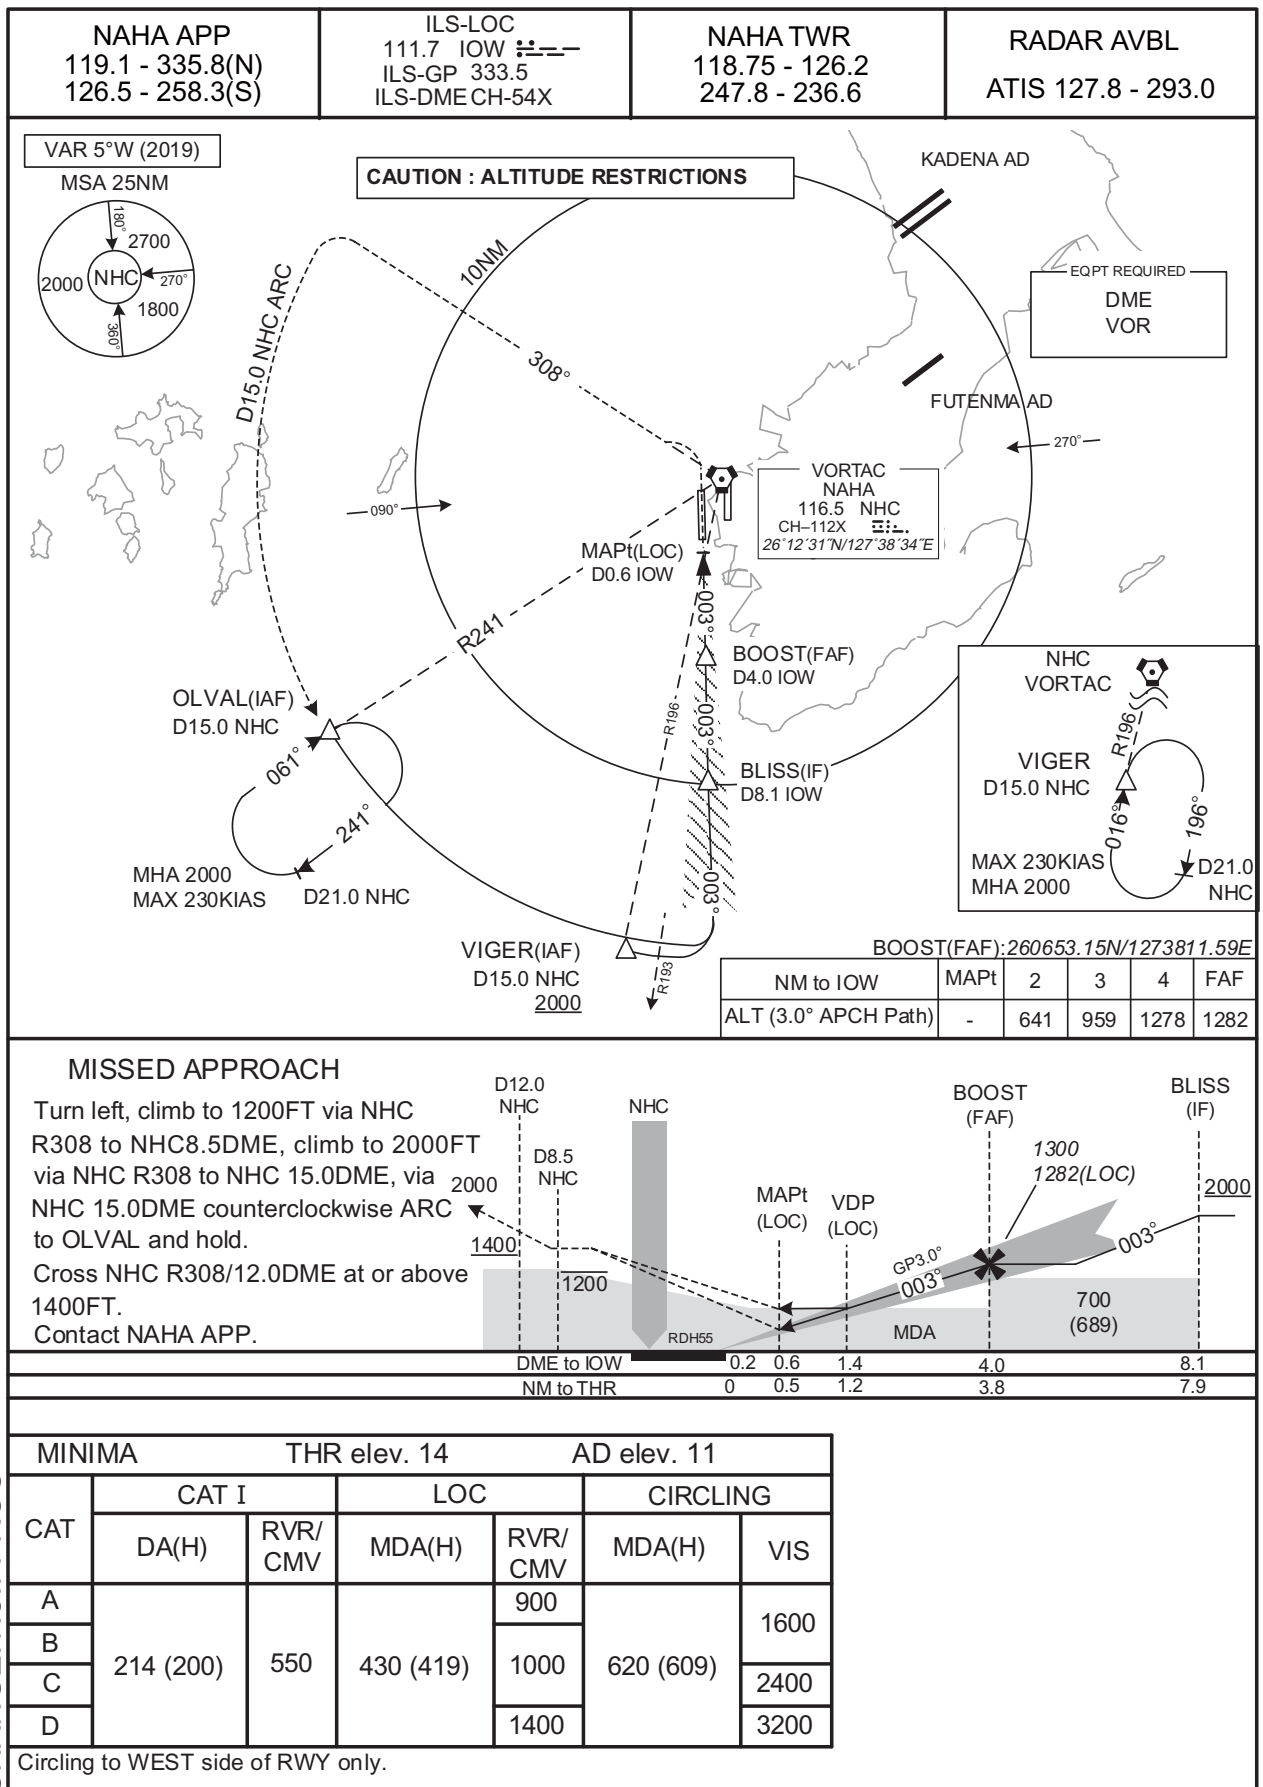 NAHA APP
119.1 - 335.8(N)
126.5 - 258.3(S)
ILS-LOC
111.7 IOW
ILS-GP 333.5
ILS-DME CH-54X
NAHA TWR
118.75 - 126.2
247.8 - 236.6
RADAR AVBL
ATIS 127.8 - 293.0
VAR 5°W (2019)
MSA 25NM
180°
2700
2000
NHC
270°
1800
360°
CAUTION : ALTITUDE RESTRICTIONS
KADENA AD
10NM
D15.0 NHC ARC
308°
EQPT REQUIRED
DME
VOR
FUTENMA AD
270°
090°
VORTAC
NAHA
116.5 NHC
CH–112X
26°12′31″N/127°38′34″E
MAPt(LOC)
D0.6 IOW
003°
R241
BOOST(FAF)
D4.0 IOW
OLVAL(IAF)
D15.0 NHC
R196
003°
061°
241°
BLISS(IF)
D8.1 IOW
MHA 2000
MAX 230KIAS
D21.0 NHC
003°
VIGER(IAF)
D15.0 NHC
2000
R193
NHC
VORTAC
R196
VIGER
D15.0 NHC
016°
196°
MAX 230KIAS
MHA 2000
D21.0
NHC
BOOST(FAF):260653.15N/1273811.59E
NM to IOW MAPt 2 3 4 FAF
ALT (3.0° APCH Path) - 641 959 1278 1282
MISSED APPROACH
Turn left, climb to 1200FT via NHC
R308 to NHC8.5DME, climb to 2000FT
via NHC R308 to NHC 15.0DME, via
NHC 15.0DME counterclockwise ARC
to OLVAL and hold.
Cross NHC R308/12.0DME at or above
1400FT.
Contact NAHA APP.
D12.0
NHC
D8.5
NHC
2000
1400
1200
NHC
RDH55
MAPt
(LOC)
VDP
(LOC)
GP3.0°
003°
MDA
BOOST
(FAF)
1300
1282(LOC)
BLISS
(IF)
2000
003°
700
(689)
DME to IOW 0.2 0.6 1.4 4.0 8.1
NM to THR 0 0.5 1.2 3.8 7.9
MINIMA THR elev. 14 AD elev. 11
CAT
CAT I LOC CIRCLING
DA(H)
RVR/
CMV
MDA(H)
RVR/
CMV
MDA(H)
VIS
A
B
C
D
214 (200)
550
430 (419)
900
1000
1400
620 (609)
1600
2400
3200
Circling to WEST side of RWY only.